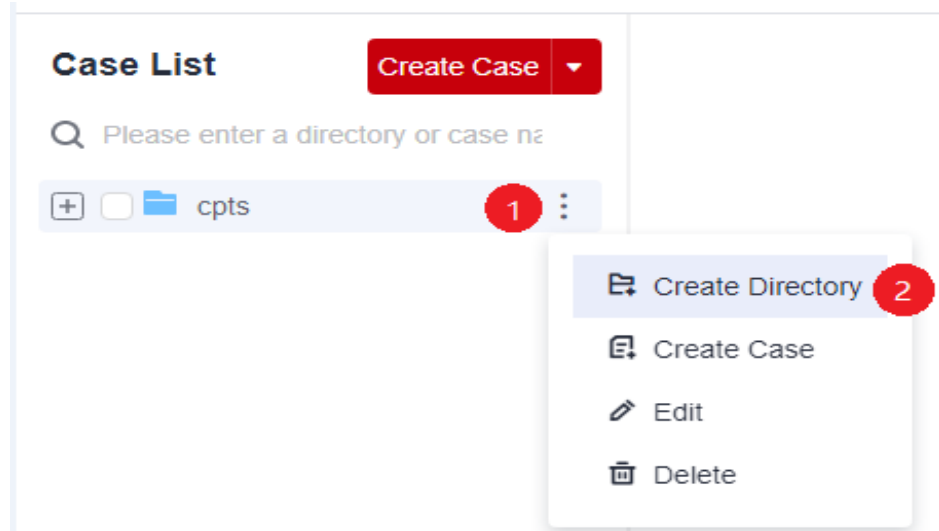 Case List
Create Case
Please enter a directory or case na
cpts
1
Create Directory
2
Create Case
Edit
Delete